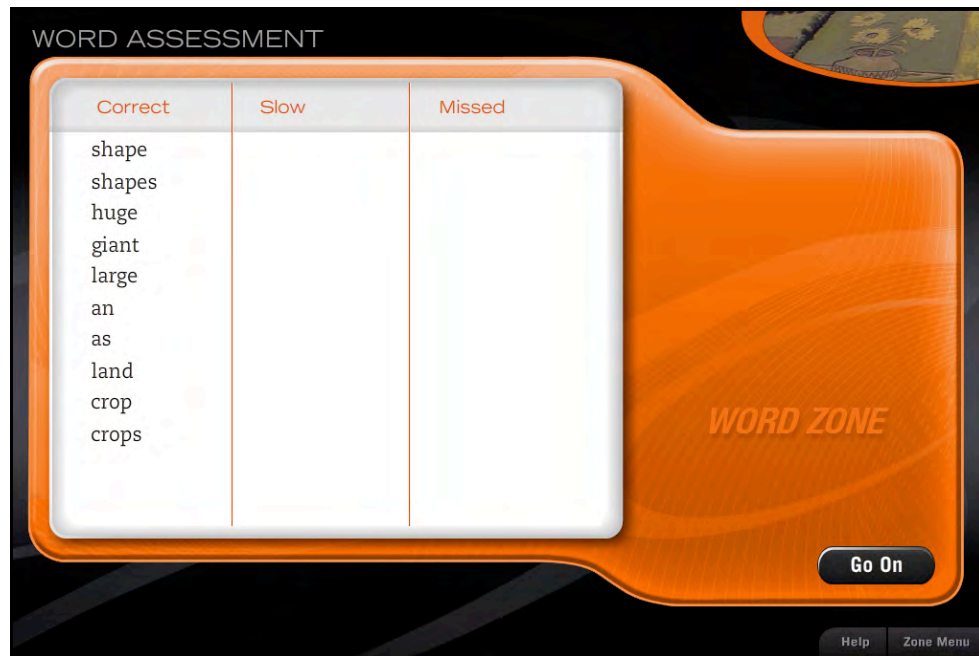 WORD ASSESSMENT
Correct Slow Missed
shape
shapes
huge
giant
large
an
as
land
crop
crops
WORD ZONE
Go On
Help Zone Menu